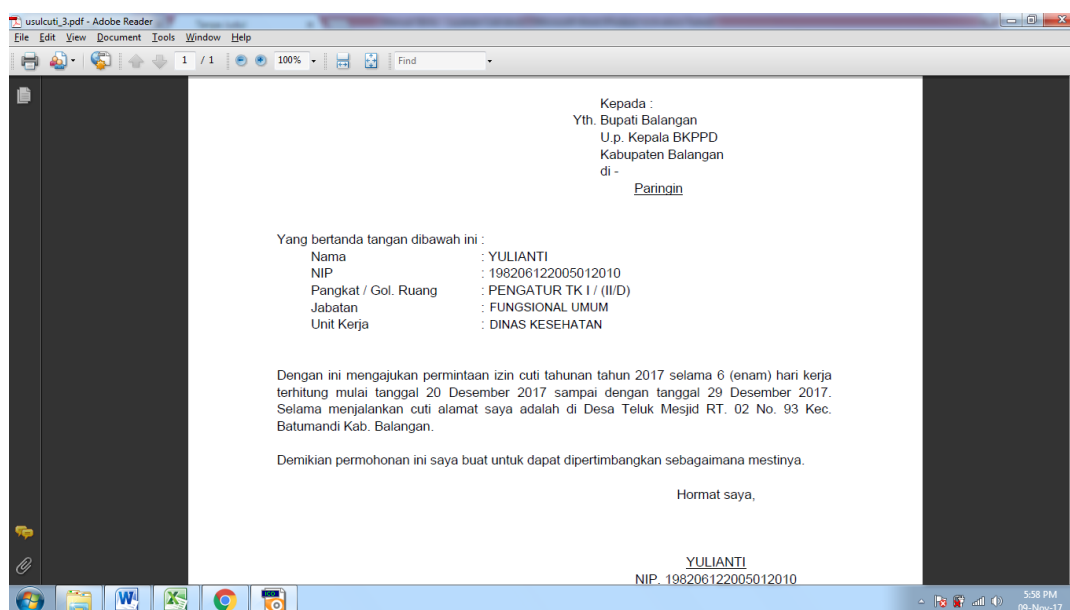 usulcuti_3.pdf - Adobe Reader
File Edit View Document Tools Window Help
1 / 1 100% Find
Kepada :
Yth. Bupati Balangan
U.p. Kepala BKPPD
Kabupaten Balangan
di -
Paringin
Yang bertanda tangan dibawah ini :
Nama : YULIANTI
NIP : 198206122005012010
Pangkat / Gol. Ruang : PENGATUR TK I / (II/D)
Jabatan : FUNGSIONAL UMUM
Unit Kerja : DINAS KESEHATAN
Dengan ini mengajukan permintaan izin cuti tahunan tahun 2017 selama 6 (enam) hari kerja
terhitung mulai tanggal 20 Desember 2017 sampai dengan tanggal 29 Desember 2017.
Selama menjalankan cuti alamat saya adalah di Desa Teluk Mesjid RT. 02 No. 93 Kec.
Batumandi Kab. Balangan.
Demikian permohonan ini saya buat untuk dapat dipertimbangkan sebagaimana mestinya.
Hormat saya,
YULIANTI
NIP. 198206122005012010
5:58 PM
09-Nov-17